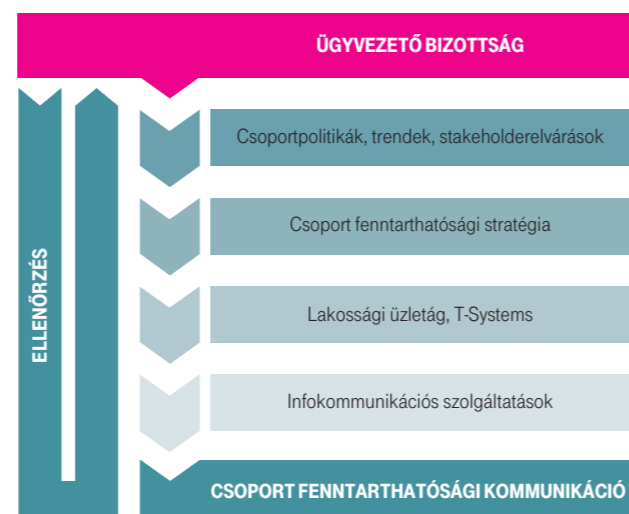 ÜGYVEZETŐ BIZOTTSÁG
Csoportpolitikák, trendek, stakeholderelvárások
Csoport fenntarthatósági stratégia
Lakossági üzletág, T-Systems
Infokommunikációs szolgáltatások
CSOPORT FENNTARTHATÓSÁGI KOMMUNIKÁCIÓ
ELLENŐRZÉS